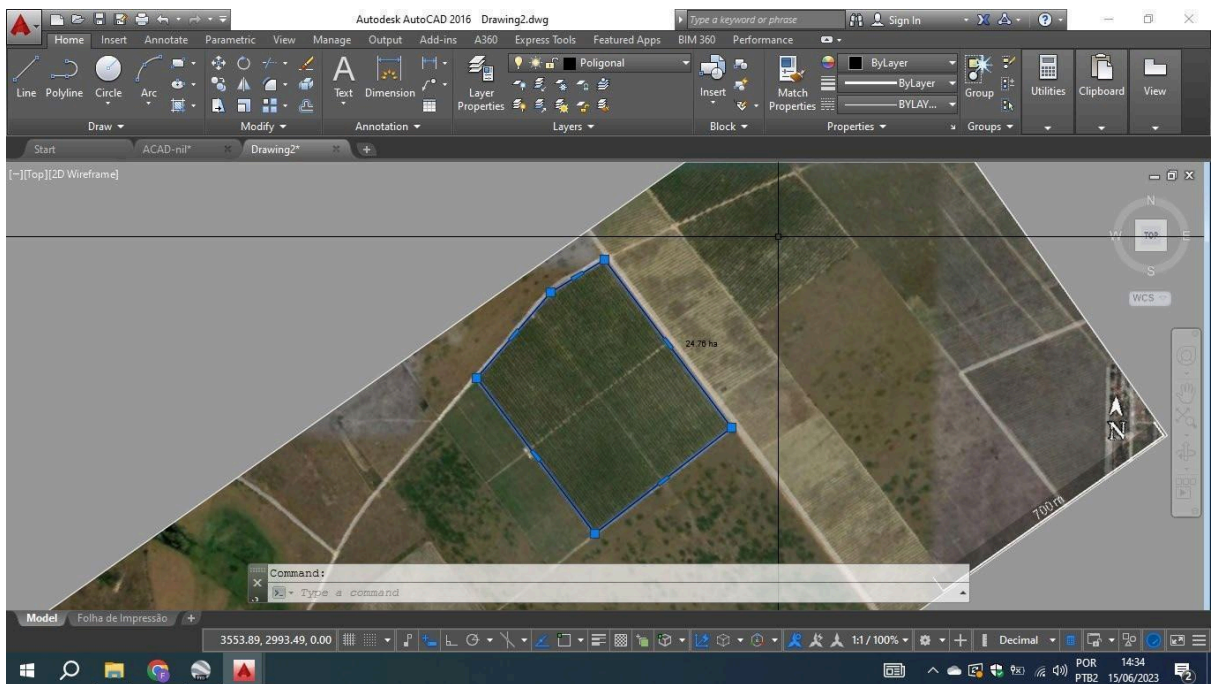 Autodesk AutoCAD 2016 Drawing2.dwg
Type a keyword or phrase
Sign In
Home Insert Annotate Parametric View Manage Output Add-ins A360 Express Tools Featured Apps BIM 360 Performance
Line Polyline Circle Arc
Text Dimension
Layer Properties
Poligonal
Insert
Match Properties
ByLayer
ByLayer
BYLAY...
Group Utilities Clipboard View
Draw Modify Annotation Layers Block Properties Groups
Start ACAD-nil* Drawing2* +
[-][Top][2D Wireframe]
N
W TOP E
S
WCS
24.76 ha
N
700 m
Command:
Type a command
Model Folha de Impressão +
3553.89, 2993.49, 0.00
1:1 / 100%
Decimal
POR 14:34
PTB2 15/06/2023
2